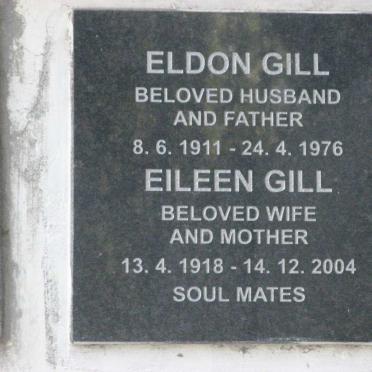 ELDON GILL
BELOVED HUSBAND
AND FATHER
8. 6. 1911 - 24. 4. 1976
EILEEN GILL
BELOVED WIFE
AND MOTHER
13. 4. 1918 - 14. 12. 2004
SOUL MATES